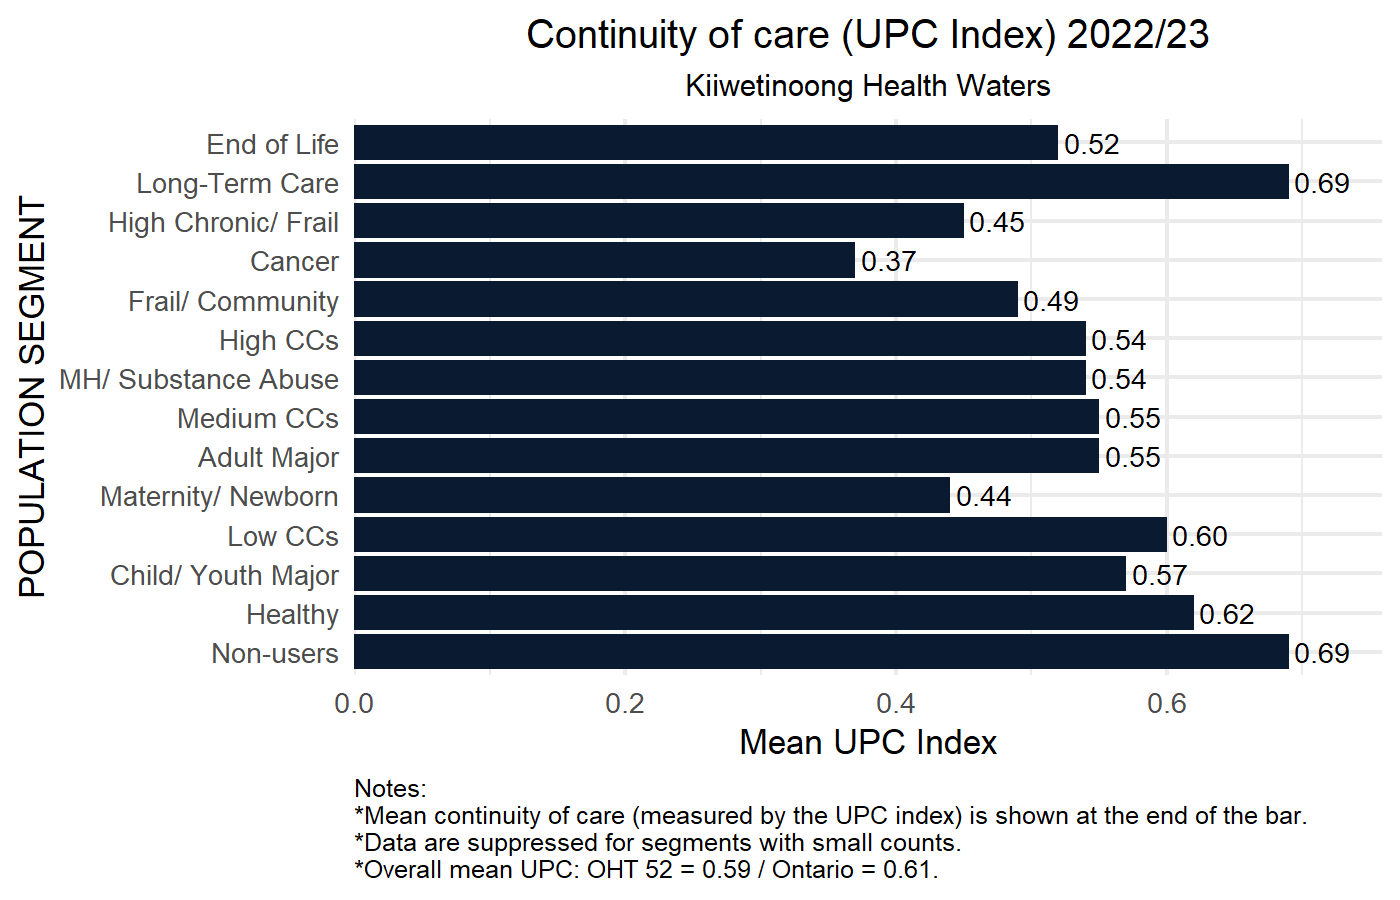 Continuity of care (UPC Index) 2022/23
Kiiwetinoong Health Waters
POPULATION SEGMENT
End of Life 0.52
Long-Term Care 0.69
High Chronic/ Frail 0.45
Cancer 0.37
Frail/ Community 0.49
High CCs 0.54
MH/ Substance Abuse 0.54
Medium CCs 0.55
Adult Major 0.55
Maternity/ Newborn 0.44
Low CCs 0.60
Child/ Youth Major 0.57
Healthy 0.62
Non-users 0.69
0.0 0.2 0.4 0.6
Mean UPC Index
Notes:
*Mean continuity of care (measured by the UPC index) is shown at the end of the bar.
*Data are suppressed for segments with small counts.
*Overall mean UPC: OHT 52 = 0.59 / Ontario = 0.61.